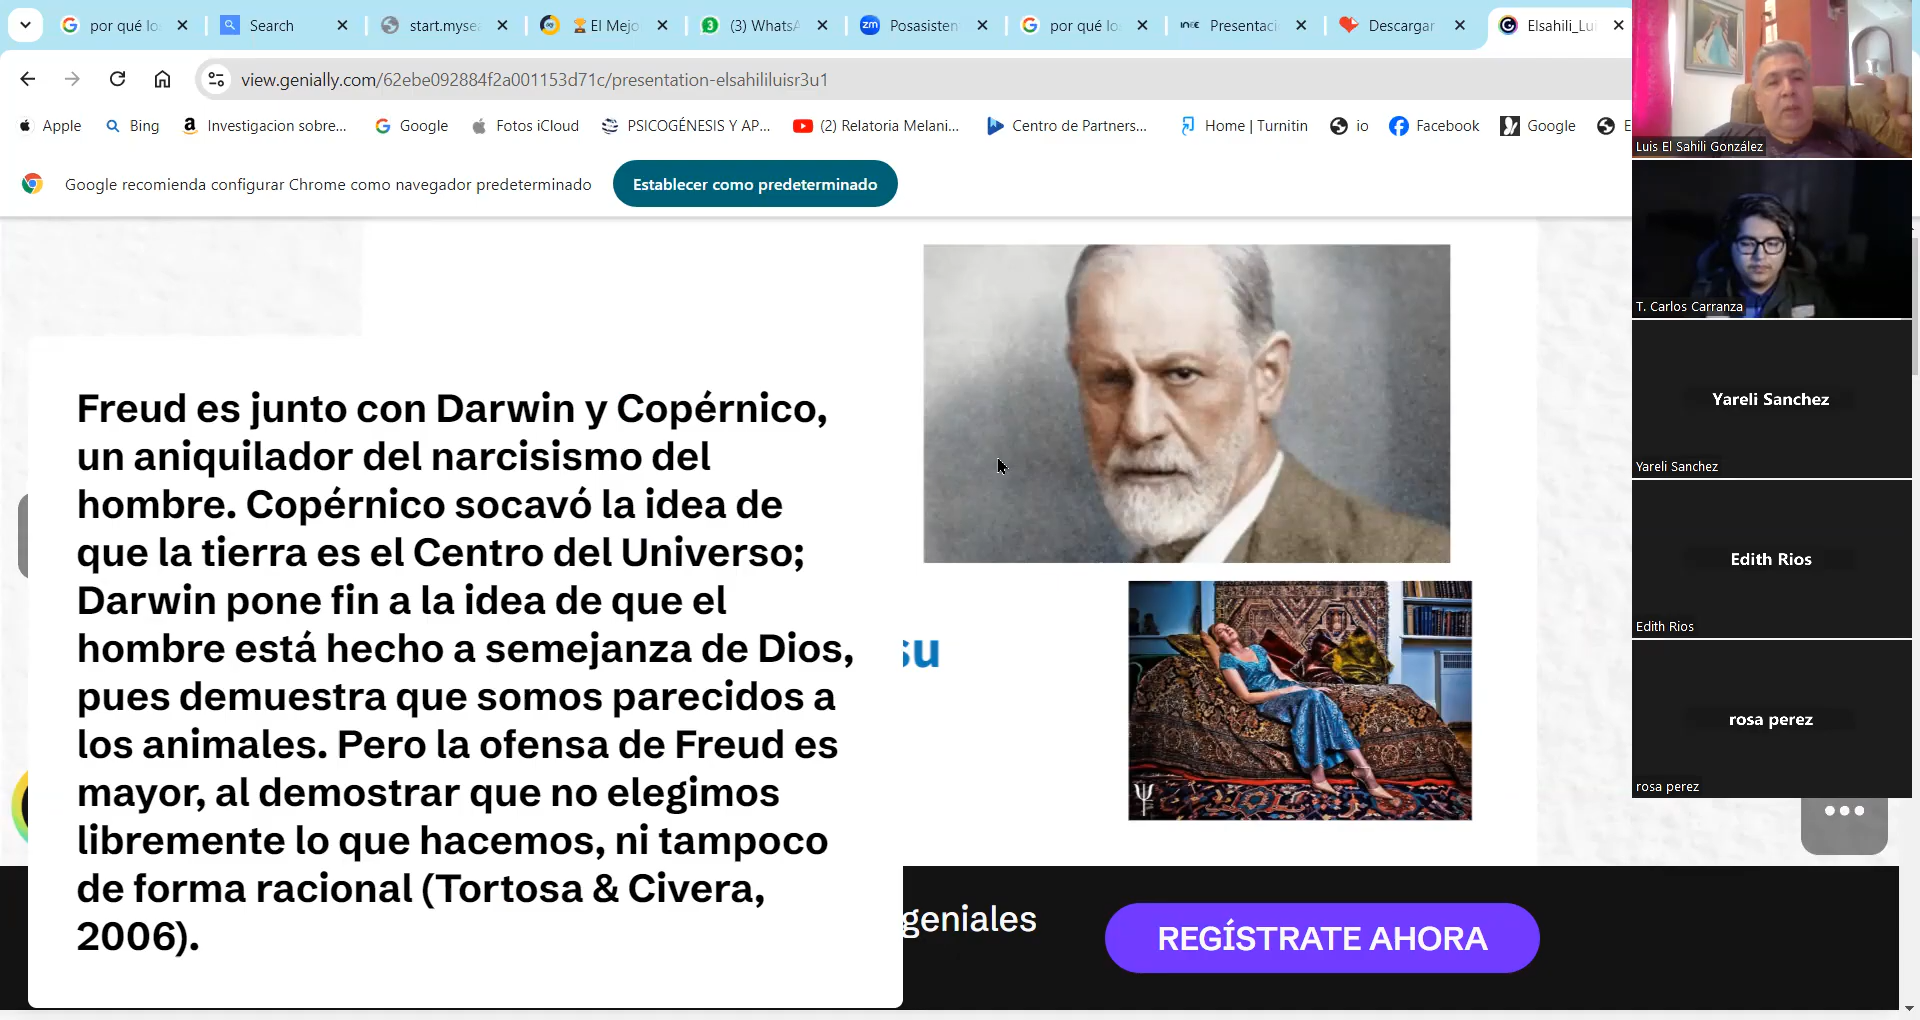 por qué lo
Search
start.myse
El Mejo
(3) WhatsA
zm
Posasisten
por qué lo
Presentaci
Descargar
Elsahili_Lu
view.genially.com/62ebe092884f2a001153d71c/presentation-elsahililuisr3u1
Apple
Bing
Investigacion sobre...
Google
Fotos iCloud
PSICOGÉNESIS Y AP...
(2) Relatoria Melani...
Centro de Partners...
Home | Turnitin
io
Facebook
Google
E
Google recomienda configurar Chrome como navegador predeterminado
Establecer como predeterminado
Freud es junto con Darwin y Copérnico,
un aniquilador del narcisismo del
hombre. Copérnico socavó la idea de
que la tierra es el Centro del Universo;
Darwin pone fin a la idea de que el
hombre está hecho a semejanza de Dios,
pues demuestra que somos parecidos a
los animales. Pero la ofensa de Freud es
mayor, al demostrar que no elegimos
libremente lo que hacemos, ni tampoco
de forma racional (Tortosa & Civera,
2006).
su
geniales
REGÍSTRATE AHORA
Luis El Sahili González
T. Carlos Carranza
Yareli Sanchez
Yareli Sanchez
Edith Rios
Edith Rios
rosa perez
rosa perez